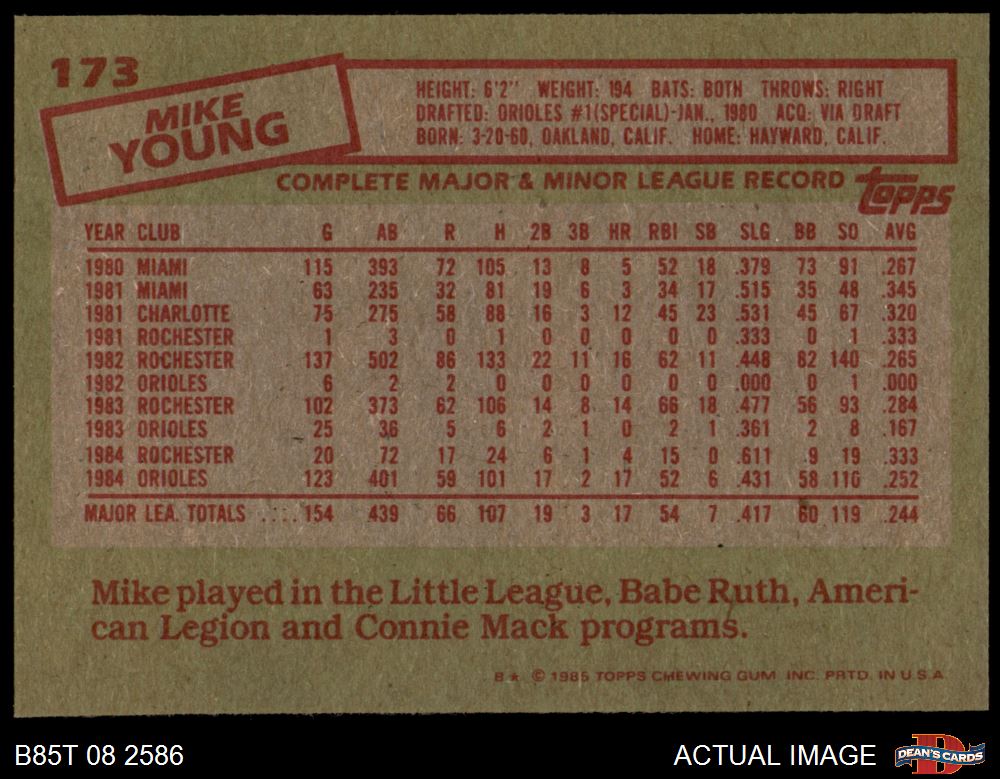 173
MIKE
YOUNG
HEIGHT: 6'2" WEIGHT: 194 BATS: BOTH THROWS: RIGHT
DRAFTED: ORIOLES #1(SPECIAL)-JAN., 1980 ACQ: VIA DRAFT
BORN: 3-20-60, OAKLAND, CALIF. HOME: HAYWARD, CALIF.
COMPLETE MAJOR & MINOR LEAGUE RECORD topps
YEAR CLUB G AB R H 2B 3B HR RBI SB SLG BB SO AVG
1980 MIAMI 115 393 72 105 13 8 5 52 18 .379 73 91 .267
1981 MIAMI 63 235 32 81 19 6 3 34 17 .515 35 48 .345
1981 CHARLOTTE 75 275 58 88 16 3 12 45 23 .531 45 67 .320
1981 ROCHESTER 1 3 0 1 0 0 0 0 0 .333 0 1 .333
1982 ROCHESTER 137 502 86 133 22 11 16 62 11 .448 82 140 .265
1982 ORIOLES 6 2 2 0 0 0 0 0 0 .000 0 1 .000
1983 ROCHESTER 102 373 62 106 14 8 14 66 18 .477 56 93 .284
1983 ORIOLES 25 36 5 6 2 1 0 2 1 .361 2 8 .167
1984 ROCHESTER 20 72 17 24 6 1 4 15 0 .611 9 19 .333
1984 ORIOLES 123 401 59 101 17 2 17 52 6 .431 58 110 .252
MAJOR LEA. TOTALS .... 154 439 66 107 19 3 17 54 7 .417 60 119 .244
Mike played in the Little League, Babe Ruth, Ameri-
can Legion and Connie Mack programs.
B* © 1985 TOPPS CHEWING GUM, INC. PRTD. IN U.S.A.
B85T 08 2586 ACTUAL IMAGE DEAN'S CARDS